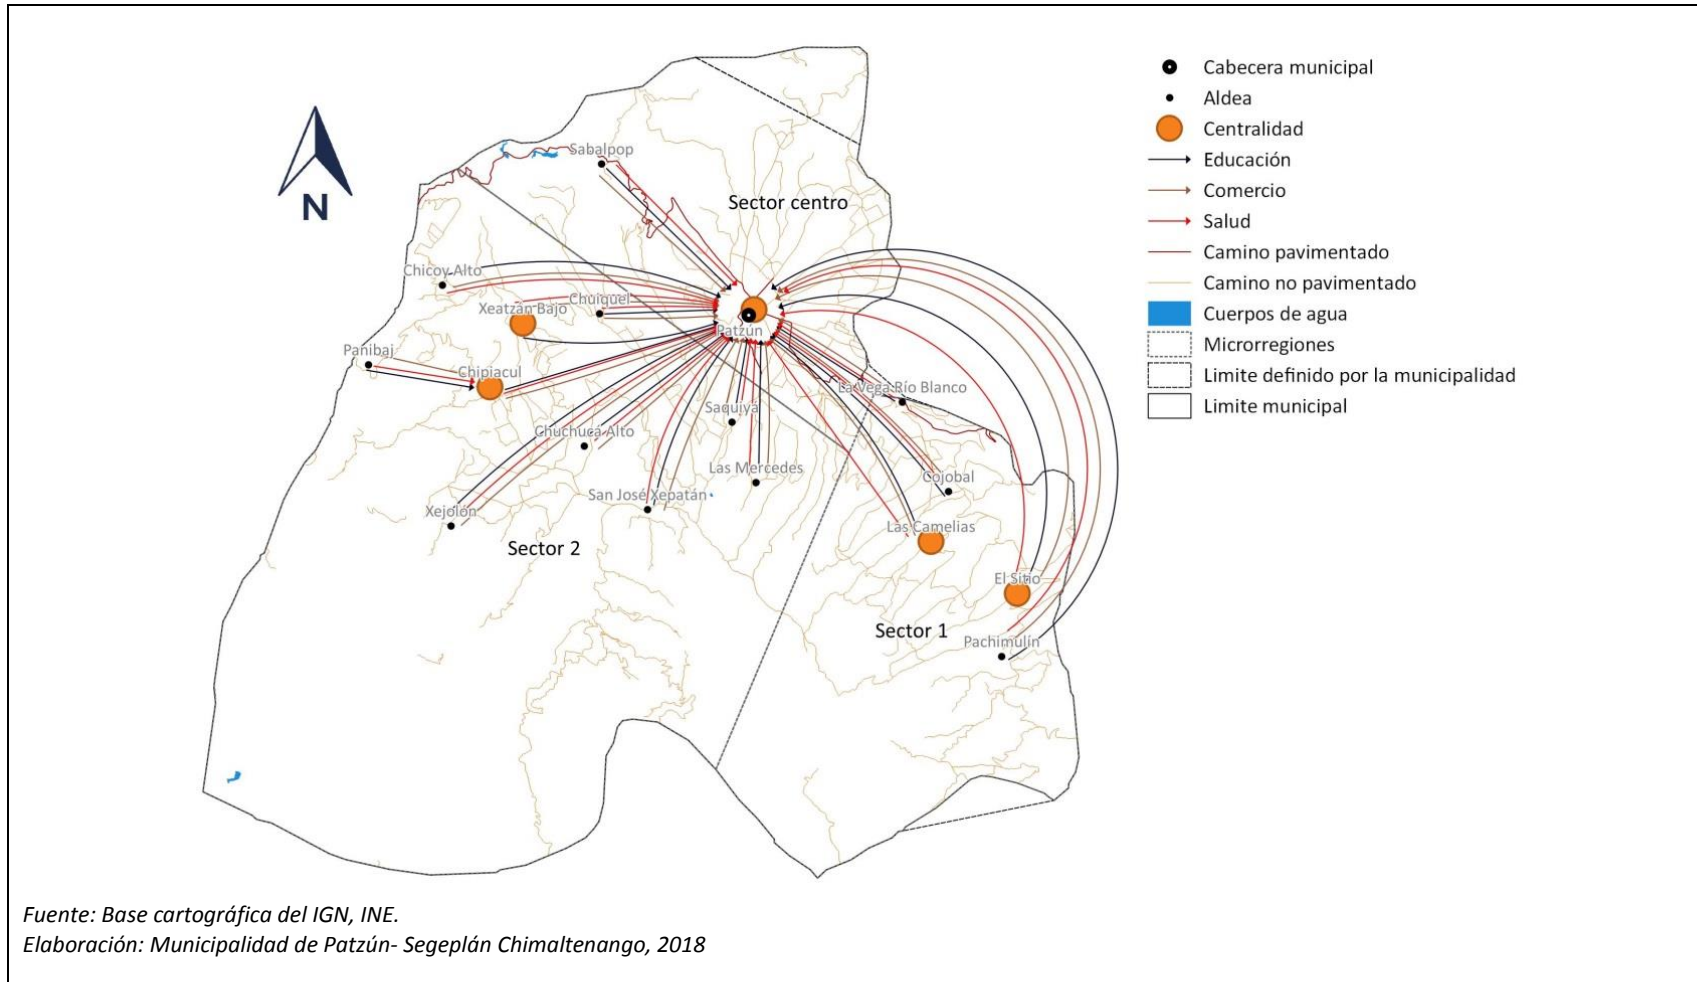 Cabecera municipal
Aldea
Centralidad
Educación
Comercio
Salud
Camino pavimentado
Camino no pavimentado
Cuerpos de agua
Microrregiones
Limite definido por la municipalidad
Limite municipal
N
Sabalpop
Sector centro
Chicoy Alto
Xeatzán Bajo
Chuiquel
Patzún
Panibaj
Chipiacul
La Vega Río Blanco
Saquiyá
Chuchucá Alto
Las Mercedes
Cojobal
San José Xepatán
Xejolón
Las Camelias
Sector 2
El Sitio
Sector 1
Pachimulín
Fuente: Base cartográfica del IGN, INE.
Elaboración: Municipalidad de Patzún- Segeplán Chimaltenango, 2018